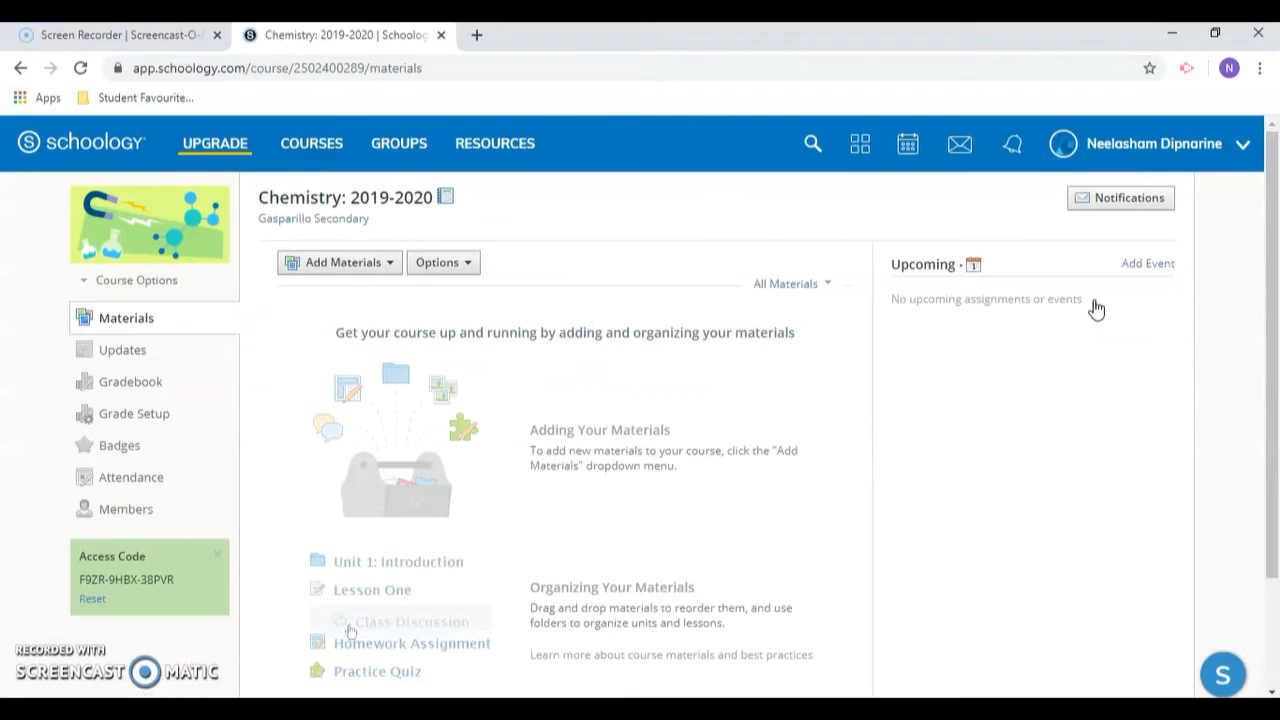 Screen Recorder | Screencast-O-
Chemistry: 2019-2020 | Schoolog
app.schoology.com/course/2502400289/materials
N
Apps
Student Favourite...
S schoology
UPGRADE
COURSES
GROUPS
RESOURCES
Neelasham Dipnarine
Chemistry: 2019-2020
Gasparillo Secondary
Notifications
Course Options
Add Materials
Options
All Materials
Upcoming · 1
Add Event
No upcoming assignments or events
Materials
Updates
Gradebook
Grade Setup
Badges
Attendance
Members
Access Code
F9ZR-9HBX-38PVR
Reset
Get your course up and running by adding and organizing your materials
Adding Your Materials
To add new materials to your course, click the "Add
Materials" dropdown menu.
Unit 1: Introduction
Lesson One
Class Discussion
Homework Assignment
Practice Quiz
Organizing Your Materials
Drag and drop materials to reorder them, and use
folders to organize units and lessons.
Learn more about course materials and best practices
RECORDED WITH
SCREENCAST MATIC
S